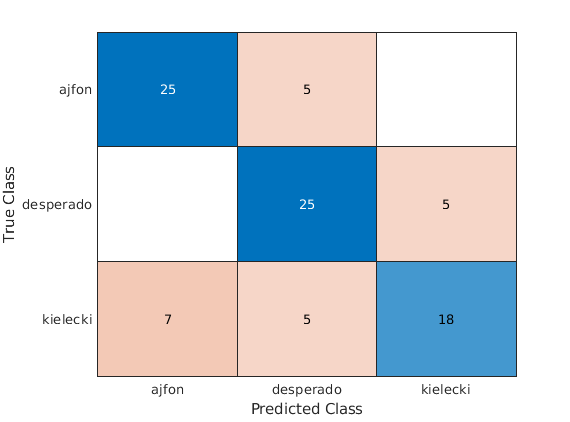 ajfon 25 5
desperado 25 5
kielecki 7 5 18
ajfon desperado kielecki
Predicted Class
True Class